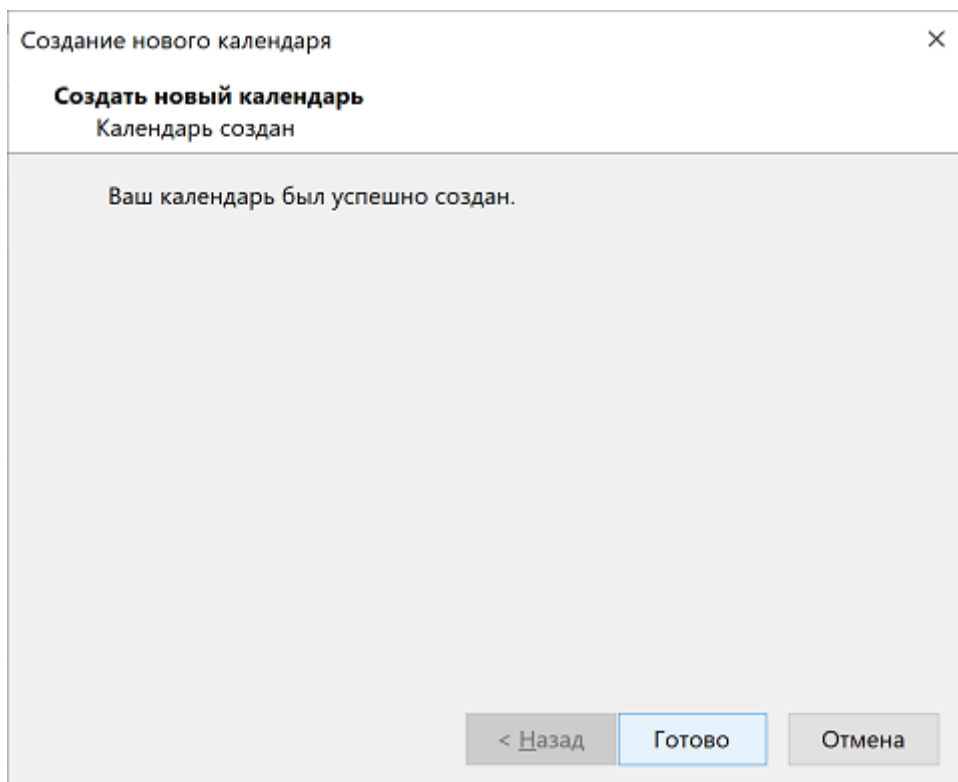 Создание нового календаря
Создать новый календарь
Календарь создан
Ваш календарь был успешно создан.
< Назад Готово Отмена